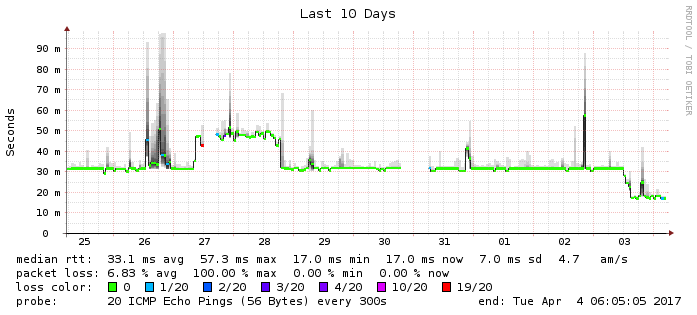 Last 10 Days
RRDTOOL / TOBI OETIKER
Seconds
90 m
80 m
70 m
60 m
50 m
40 m
30 m
20 m
10 m
0
25 26 27 28 29 30 31 01 02 03
median rtt: 33.1 ms avg 57.3 ms max 17.0 ms min 17.0 ms now 7.0 ms sd 4.7 am/s
packet loss: 6.83 % avg 100.00 % max 0.00 % min 0.00 % now
loss color: 0 1/20 2/20 3/20 4/20 10/20 19/20
probe: 20 ICMP Echo Pings (56 Bytes) every 300s end: Tue Apr 4 06:05:05 2017